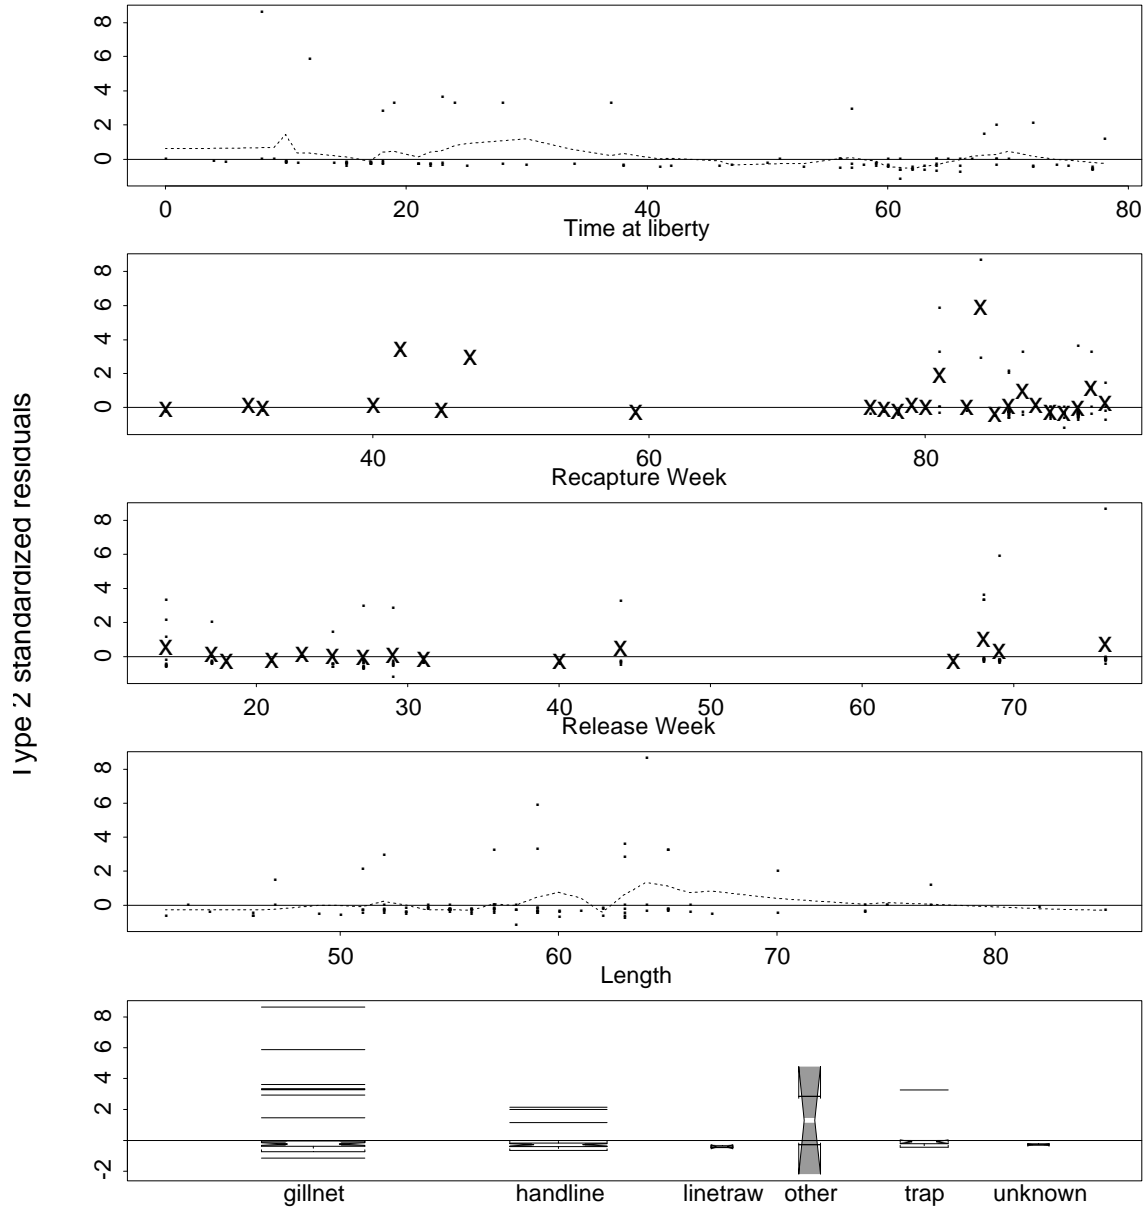 Type 2 standardized residuals
8
6
4
2
0
0 20 40 60 80
Time at liberty
8
6
4
2
0
X X X X X X X X X X X X X X X X X X X X X X X X X
40 60 80
Recapture Week
8
6
4
2
0
X X X X X X X X X X X X X X X
20 30 40 50 60 70
Release Week
8
6
4
2
0
50 60 70 80
Length
8
6
4
2
-2
gillnet handline linetraw other trap unknown